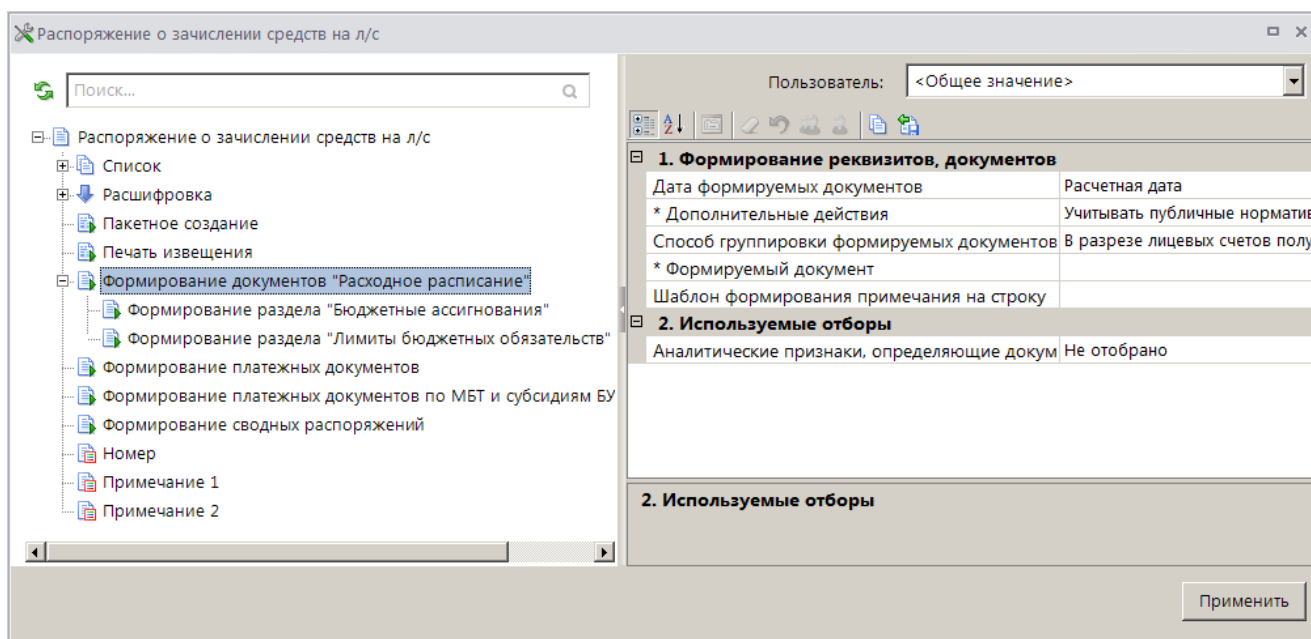 Распоряжение о зачислении средств на л/с
Поиск...
Распоряжение о зачислении средств на л/с
Список
Расшифровка
Пакетное создание
Печать извещения
Формирование документов "Расходное расписание"
Формирование раздела "Бюджетные ассигнования"
Формирование раздела "Лимиты бюджетных обязательств"
Формирование платежных документов
Формирование платежных документов по МБТ и субсидиям БУ
Формирование сводных распоряжений
Номер
Примечание 1
Примечание 2
Пользователь: <Общее значение>
1. Формирование реквизитов, документов
Дата формируемых документов Расчетная дата
* Дополнительные действия Учитывать публичные норматив
Способ группировки формируемых документов В разрезе лицевых счетов полу
* Формируемый документ
Шаблон формирования примечания на строку
2. Используемые отборы
Аналитические признаки, определяющие докум Не отобрано
2. Используемые отборы
Применить